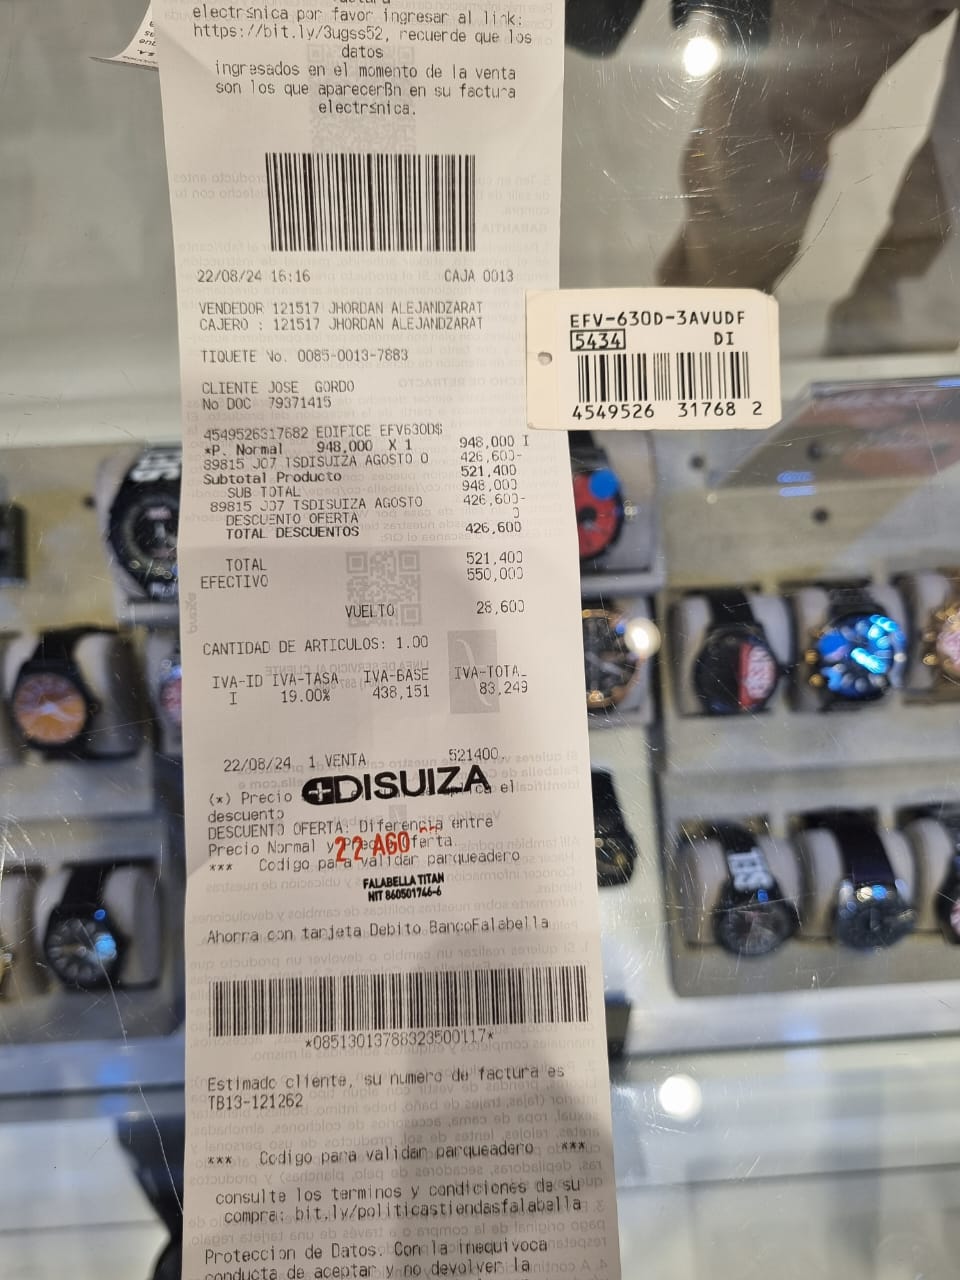 electrsnica por favor ingresar al link:
https://bit.ly/3ugss52, recuerde que los
datos
ingresados en el momento de la venta
son los que aparecerßn en su factura
electrsnica.
22/08/24 16:16 CAJA 0013
VENDEDOR 121517 JHORDAN ALEJANDZARAT
CAJERO : 121517 JHORDAN ALEJANDZARAT
TIQUETE No. 0085-0013-7883
CLIENTE JOSE GORDO
No DOC 79371415
4549526317682 EDIFICE EFV630D$
*P. Normal 948,000 X 1 948,000 I
89815 J07 TSDISUIZA AGOSTO 0 426,600-
Subtotal Producto 521,400
SUB TOTAL 948,000
89815 J07 TSDISUIZA AGOSTO 426,600-
DESCUENTO OFERTA 0
TOTAL DESCUENTOS 426,600
TOTAL 521,400
EFECTIVO 550,000
VUELTO 28,600
CANTIDAD DE ARTICULOS: 1.00
IVA-ID IVA-TASA IVA-BASE IVA-TOTAL
I 19.00% 438,151 83,249
22/08/24 1 VENTA 521400.
+DISUIZA
(*) Precio el
descuento
DESCUENTO OFERTA: Diferencia entre
Precio Normal y Precio Oferta.
22 AGO
*** Codigo para validar parqueadero
FALABELLA TITAN
NIT 860501746-6
Ahorra con tarjeta Debito BancoFalabella
*08513013788323500117*
Estimado cliente, su numero de factura es
TB13-121262
*** Codigo para validar parqueadero ***
consulte los terminos y condiciones de su
compra: bit.ly/politicastiendasfalabella
Proteccion de Datos. Con la inequivoca
conducta de aceptar y no devolver la
EFV-630D-3AVUDF
5434 DI
4549526 31768 2